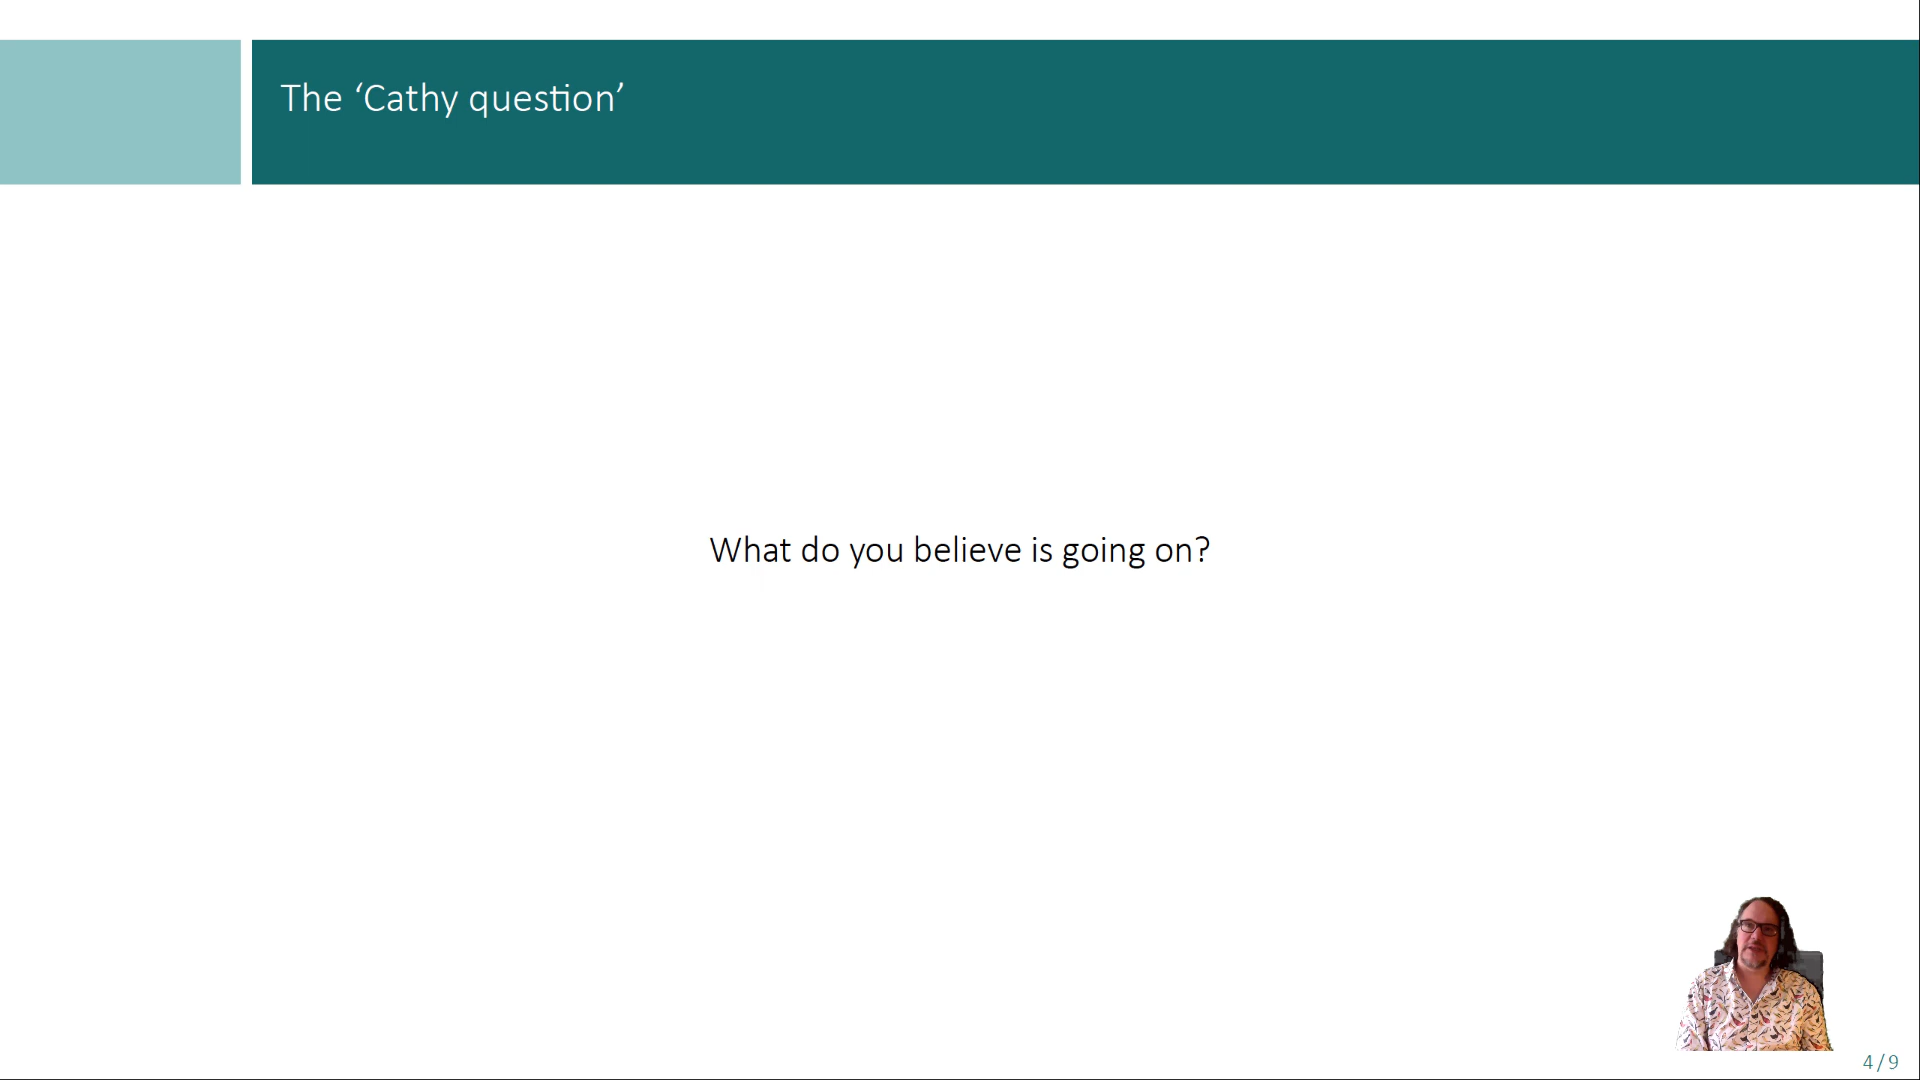 The ‘Cathy question’
What do you believe is going on?
4 / 9